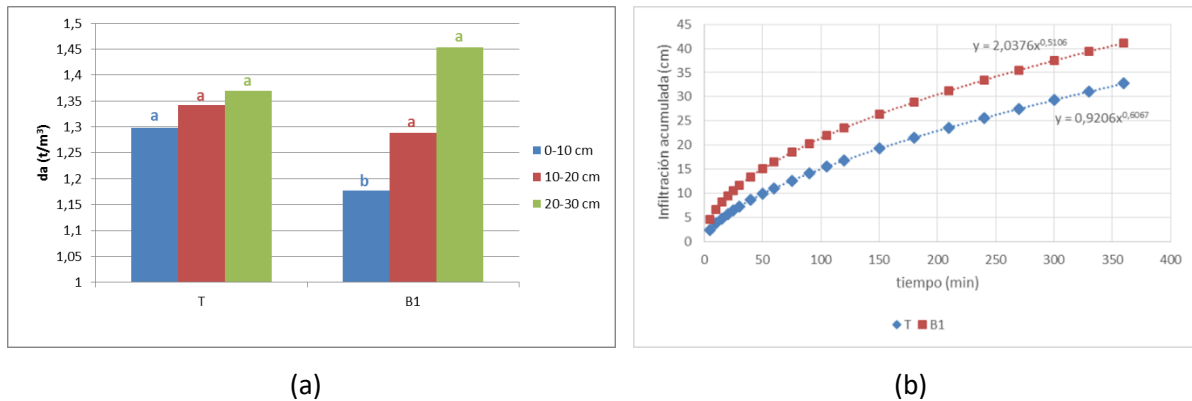 da (t/m³)
1,5
1,45
1,4
1,35
1,3
1,25
1,2
1,15
1,1
1,05
1
a
a
a
b
a
a
T
B1
0-10 cm
10-20 cm
20-30 cm
(a)
Infiltración acumulada (cm)
45
40
35
30
25
20
15
10
5
0
y = 2,0376x^0,5106
y = 0,9206x^0,6067
0 50 100 150 200 250 300 350 400
tiempo (min)
T B1
(b)